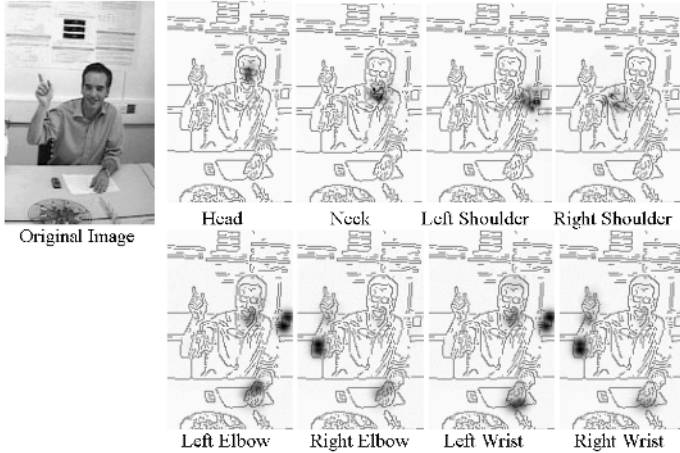 Head
Neck
Left Shoulder
Right Shoulder
Original Image
Left Elbow
Right Elbow
Left Wrist
Right Wrist